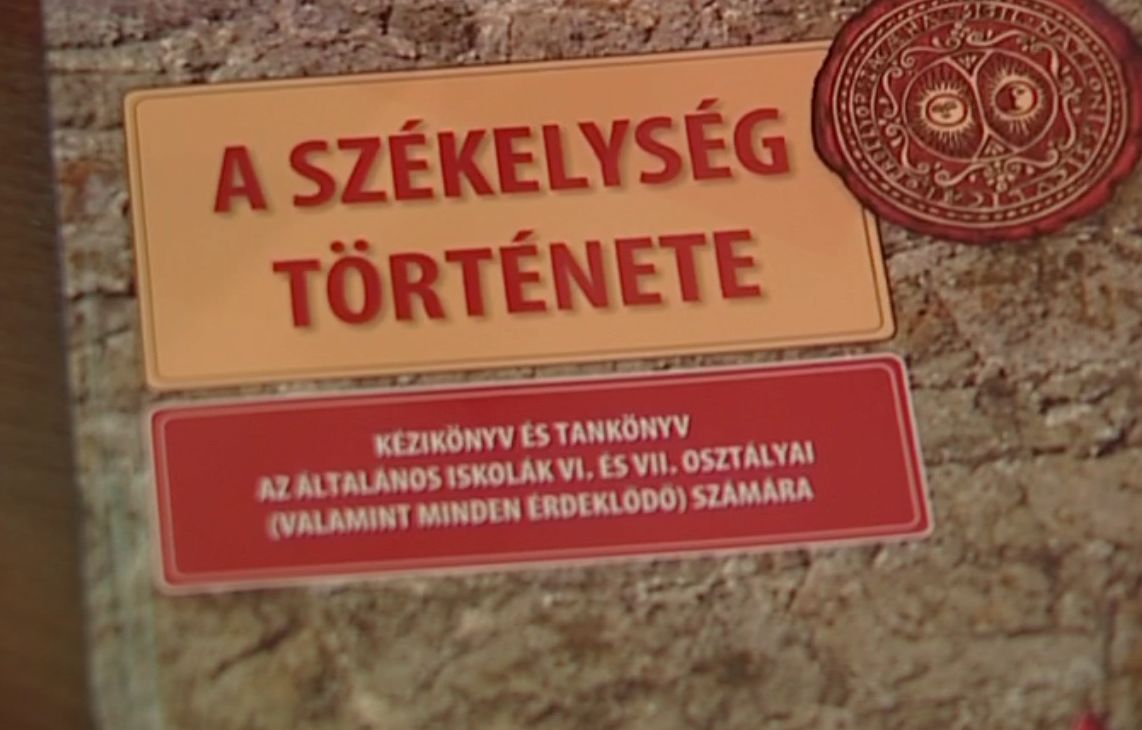 A SZÉKELYSÉG
TÖRTÉNETE
KÉZIKÖNYV ÉS TANKÖNYV
AZ ÁLTALÁNOS ISKOLÁK VI. ÉS VII. OSZTÁLYAI
(VALAMINT MINDEN ÉRDEKLŐDŐ) SZÁMÁRA